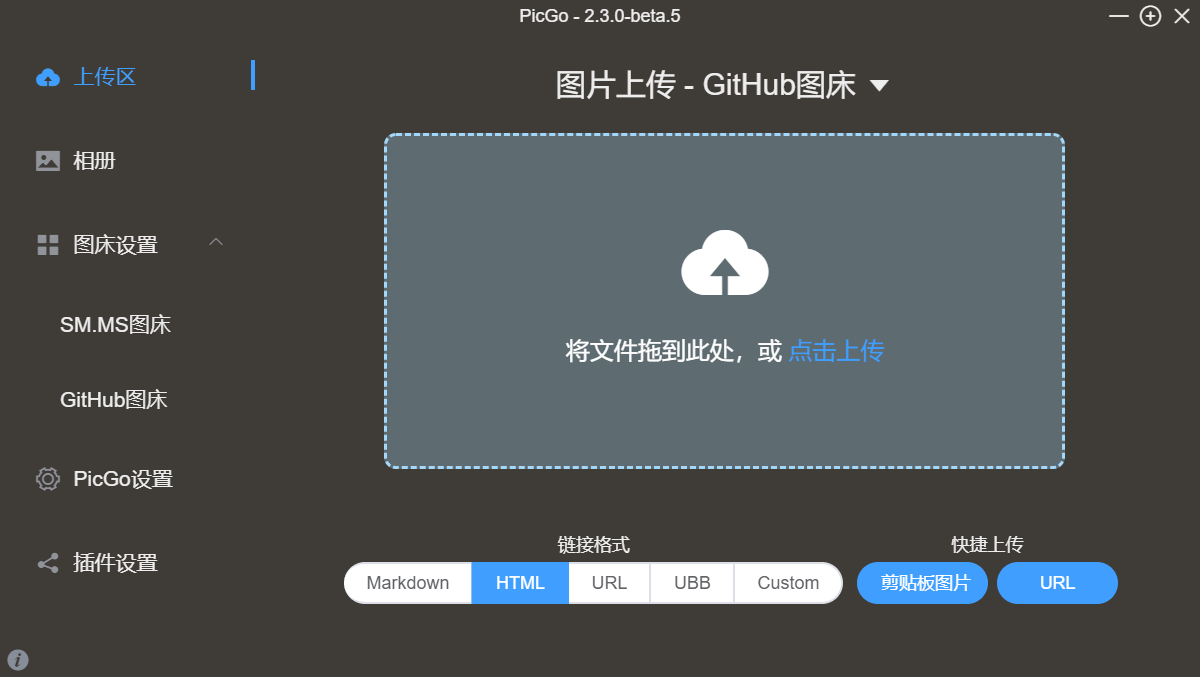 PicGo - 2.3.0-beta.5
上传区
相册
图床设置
SM.MS图床
GitHub图床
PicGo设置
插件设置
图片上传 - GitHub图床
将文件拖到此处，或 点击上传
链接格式
Markdown HTML URL UBB Custom
快捷上传
剪贴板图片 URL